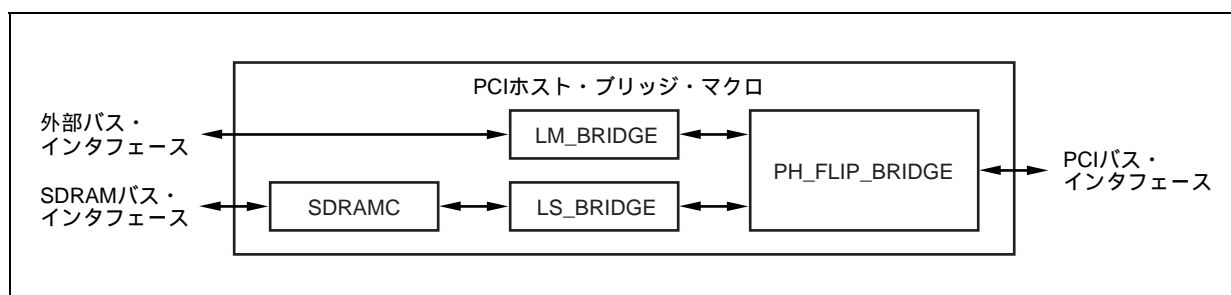 PCIホスト・ブリッジ・マクロ
外部バス・
インタフェース
LM_BRIDGE
PH_FLIP_BRIDGE
PCIバス・
インタフェース
SDRAMバス・
インタフェース
SDRAMC
LS_BRIDGE